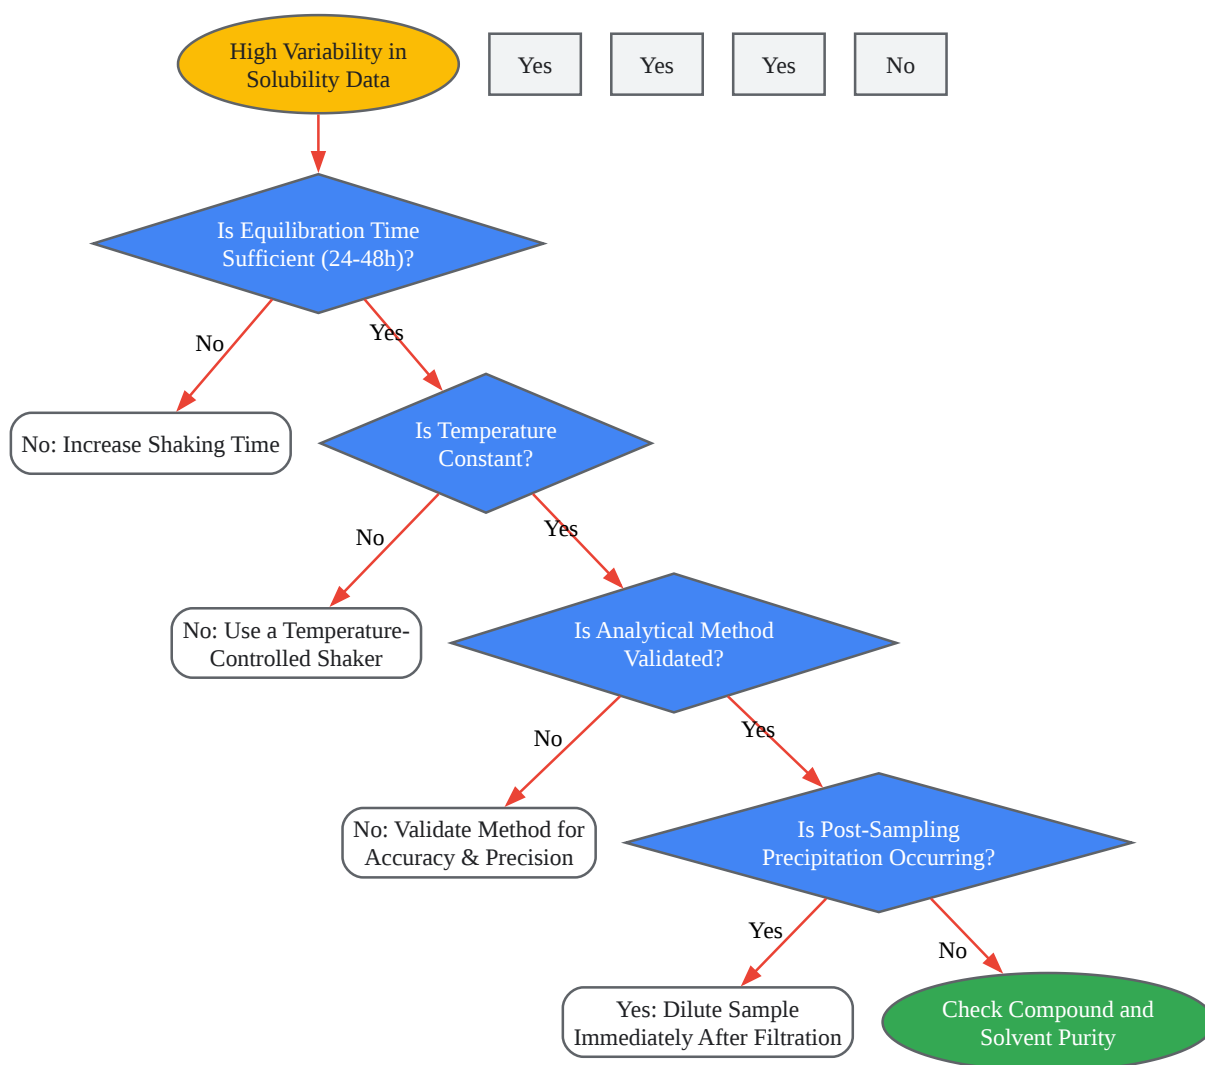 High Variability in
Solubility Data
Yes
Yes
Yes
No
Is Equilibration Time
Sufficient (24-48h)?
No
Yes
No: Increase Shaking Time
Is Temperature
Constant?
No
Yes
No: Use a Temperature-
Controlled Shaker
Is Analytical Method
Validated?
No
Yes
No: Validate Method for
Accuracy & Precision
Is Post-Sampling
Precipitation Occurring?
Yes
No
Yes: Dilute Sample
Immediately After Filtration
Check Compound and
Solvent Purity